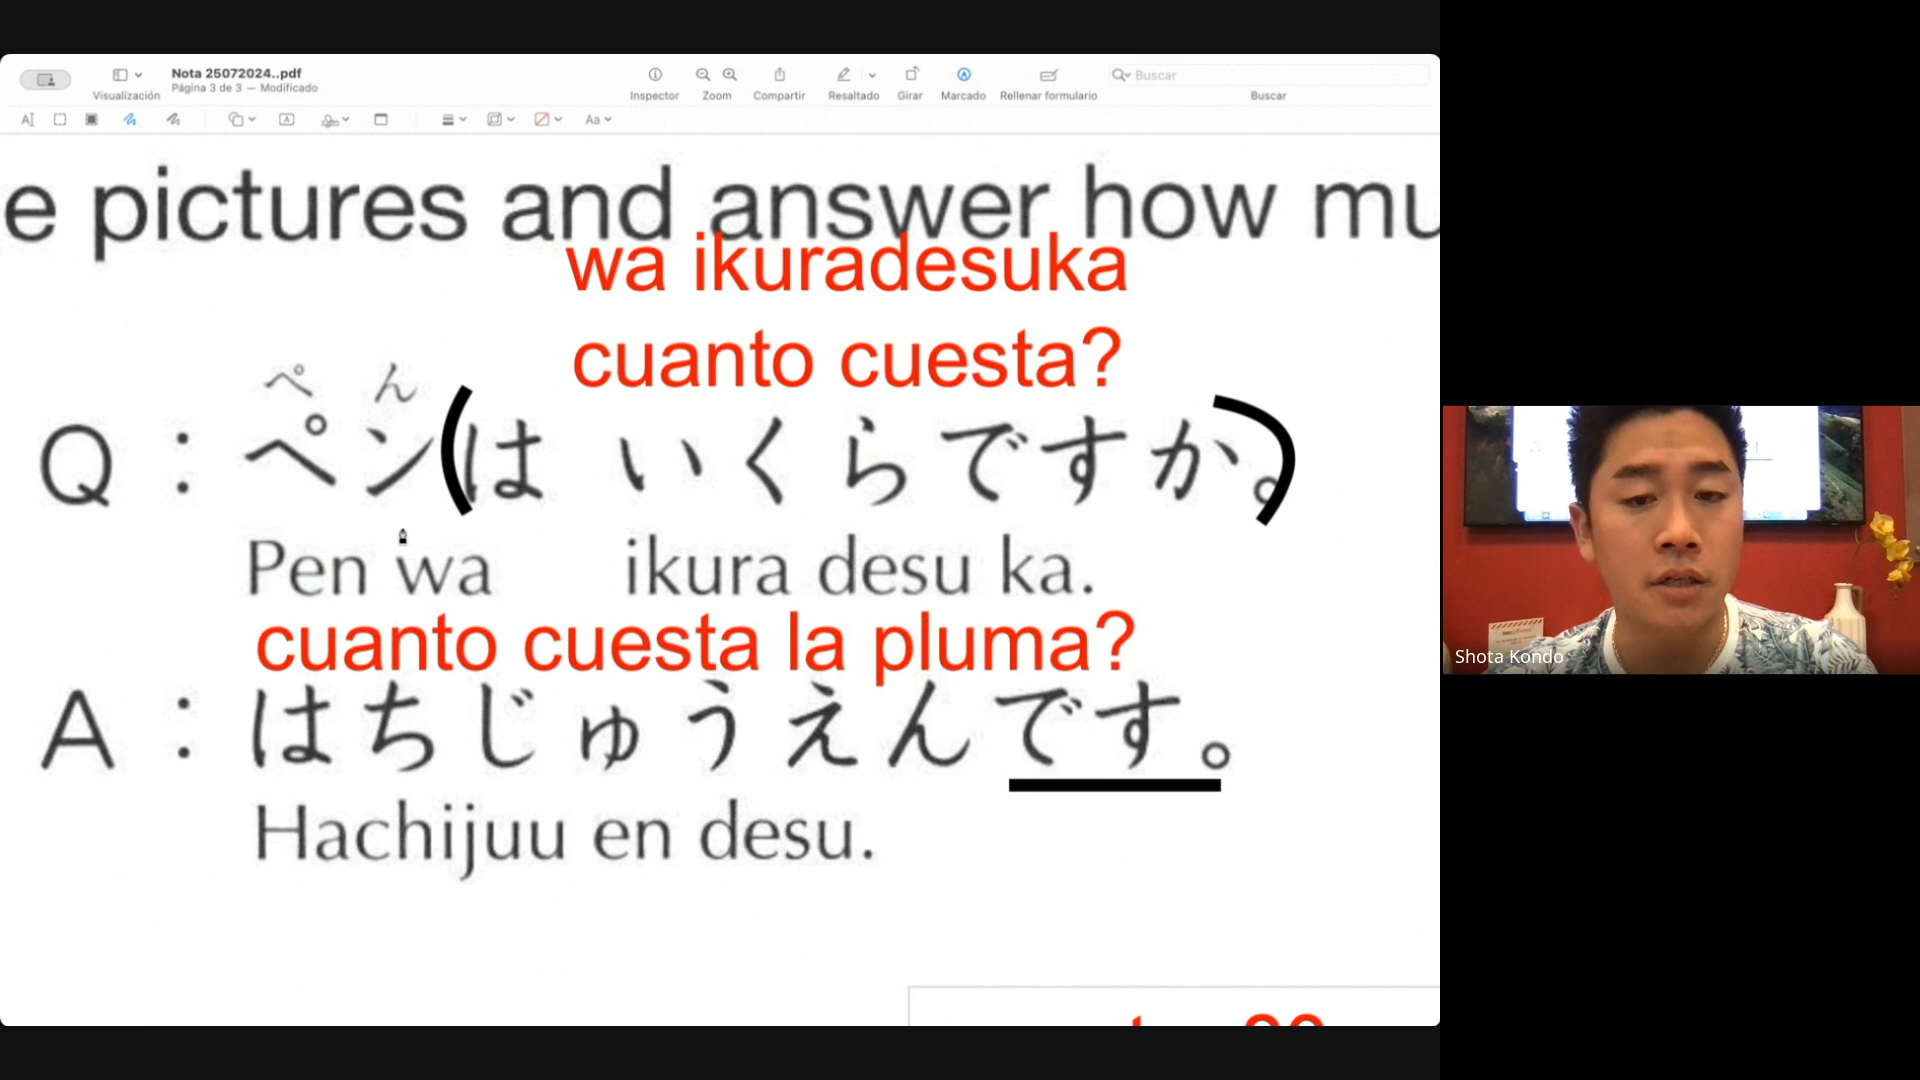 Nota 25072024..pdf
Página 3 de 3 — Modificado
Visualización
Inspector
Zoom
Compartir
Resaltado
Girar
Marcado
Rellenar formulario
Buscar
Buscar
Aa
e pictures and answer how mu
wa ikuradesuka
cuanto cuesta?
ぺ ん
Q : ペン(は いくらですか。)
Pen wa ikura desu ka.
cuanto cuesta la pluma?
A : はちじゅうえんです。
Hachijuu en desu.
Shota Kondo